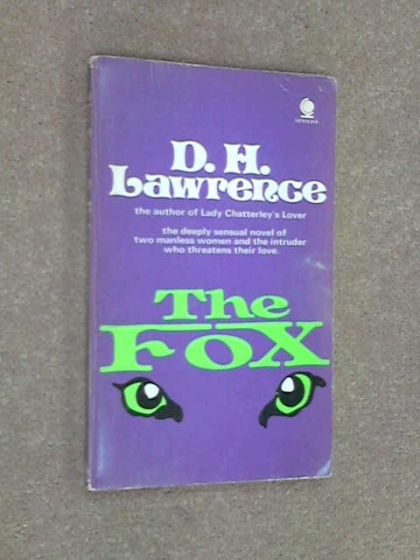 SPHERE
D. H.
Lawrence
the author of Lady Chatterley's Lover
the deeply sensual novel of
two manless women and the intruder
who threatens their love.
The
Fox